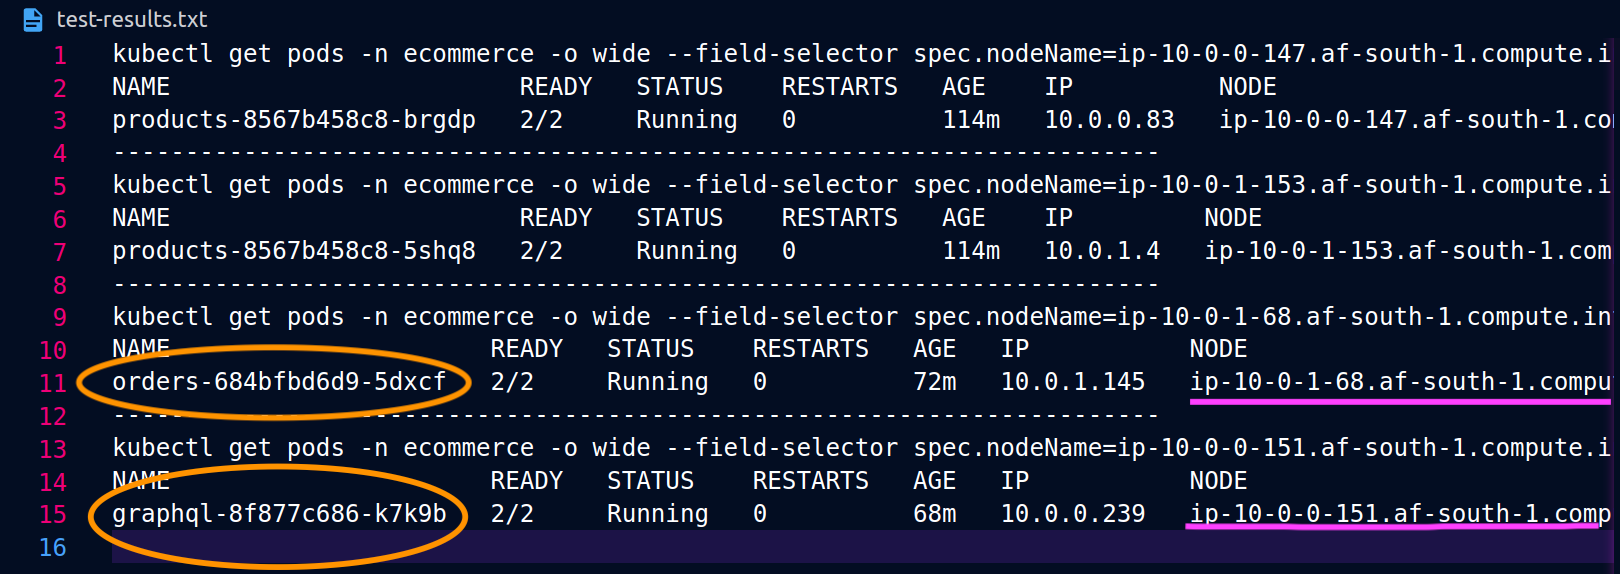 test-results.txt
1 kubectl get pods -n ecommerce -o wide --field-selector spec.nodeName=ip-10-0-0-147.af-south-1.compute.i
2 NAME READY STATUS RESTARTS AGE IP NODE
3 products-8567b458c8-brgdp 2/2 Running 0 114m 10.0.0.83 ip-10-0-0-147.af-south-1.co
4 ------------------------------------------------------------------------
5 kubectl get pods -n ecommerce -o wide --field-selector spec.nodeName=ip-10-0-1-153.af-south-1.compute.i
6 NAME READY STATUS RESTARTS AGE IP NODE
7 products-8567b458c8-5shq8 2/2 Running 0 114m 10.0.1.4 ip-10-0-1-153.af-south-1.com
8 ------------------------------------------------------------------------
9 kubectl get pods -n ecommerce -o wide --field-selector spec.nodeName=ip-10-0-1-68.af-south-1.compute.in
10 NAME READY STATUS RESTARTS AGE IP NODE
11 orders-684bfbd6d9-5dxcf 2/2 Running 0 72m 10.0.1.145 ip-10-0-1-68.af-south-1.compu
12 ------------------------------------------------------------------------
13 kubectl get pods -n ecommerce -o wide --field-selector spec.nodeName=ip-10-0-0-151.af-south-1.compute.i
14 NAME READY STATUS RESTARTS AGE IP NODE
15 graphql-8f877c686-k7k9b 2/2 Running 0 68m 10.0.0.239 ip-10-0-0-151.af-south-1.comp
16